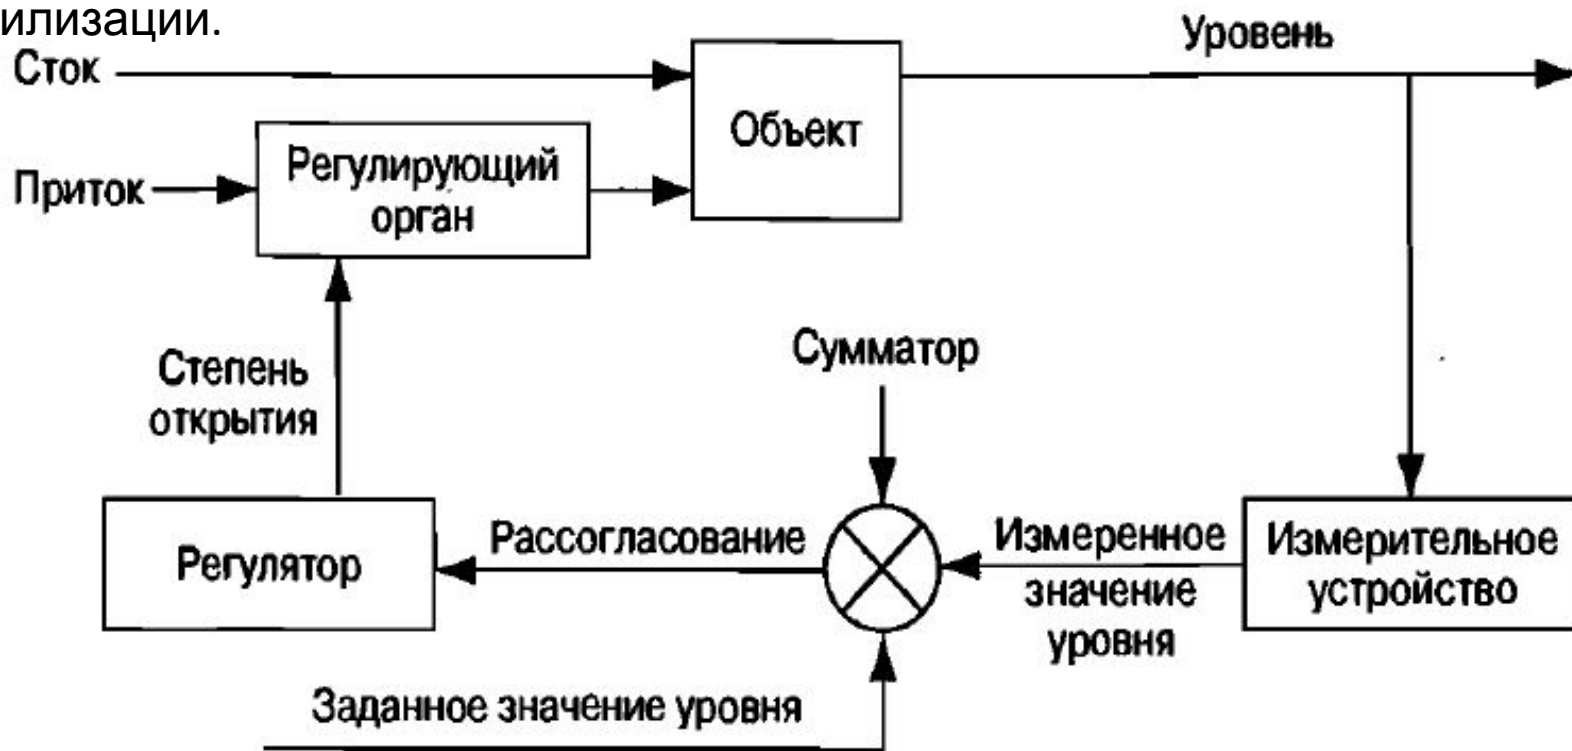 илизации.
Сток
Уровень
Объект
Регулирующий
орган
Приток
Степень
открытия
Сумматор
Регулятор
Рассогласование
Измеренное
значение
уровня
Измерительное
устройство
Заданное значение уровня